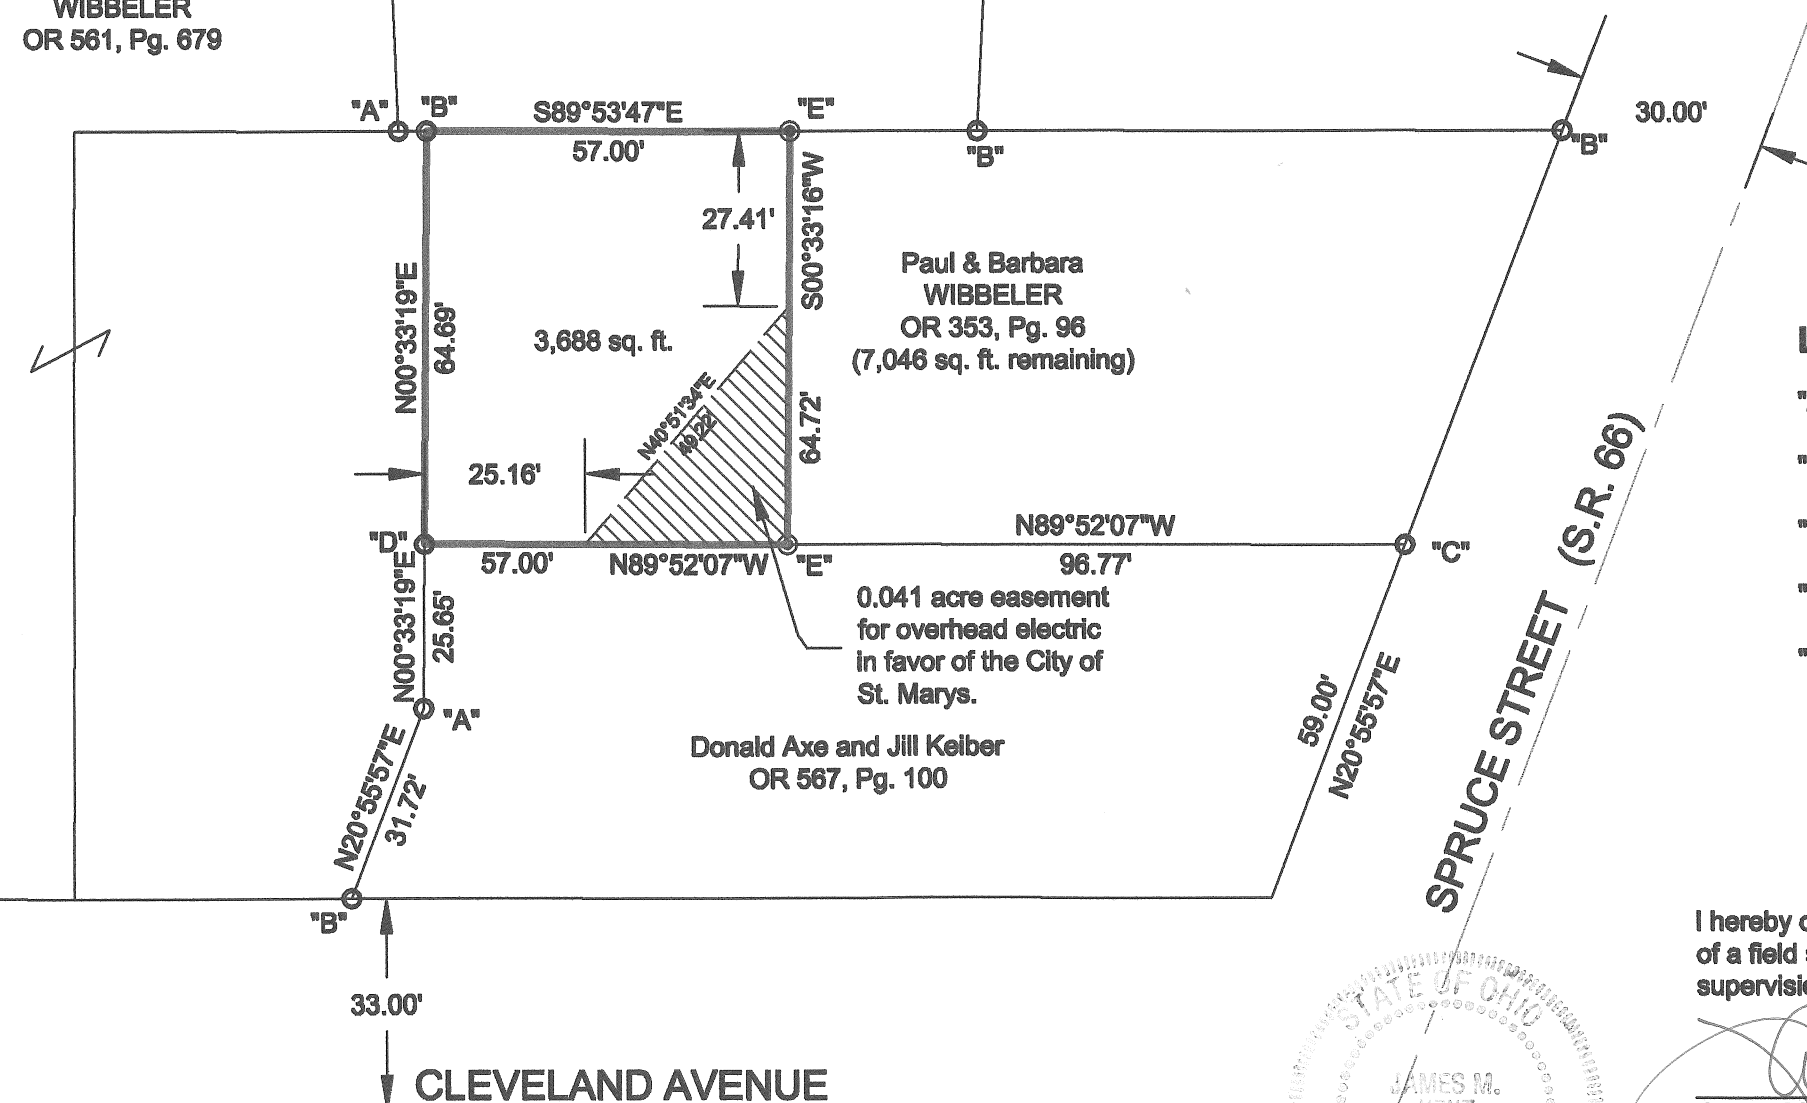 WIBBELER
OR 561, Pg. 679
"A"
"B"
S89°53'47"E
57.00'
"E"
"B"
"B"
30.00'
27.41'
S00°33'16"W
64.72'
N00°33'19"E
64.69'
3,688 sq. ft.
Paul & Barbara
WIBBELER
OR 353, Pg. 96
(7,046 sq. ft. remaining)
N40°51'34"E
49.22'
25.16'
"D"
57.00'
N89°52'07"W
"E"
N89°52'07"W
96.77'
"C"
N00°33'19"E
25.65'
0.041 acre easement
for overhead electric
in favor of the City of
St. Marys.
"A"
N20°55'57"E
31.72'
Donald Axe and Jill Keiber
OR 567, Pg. 100
59.00'
N20°55'57"E
SPRUCE STREET (S.R. 66)
"B"
33.00'
CLEVELAND AVENUE
I hereby
of a field
STATE OF OHIO
JAMES M.